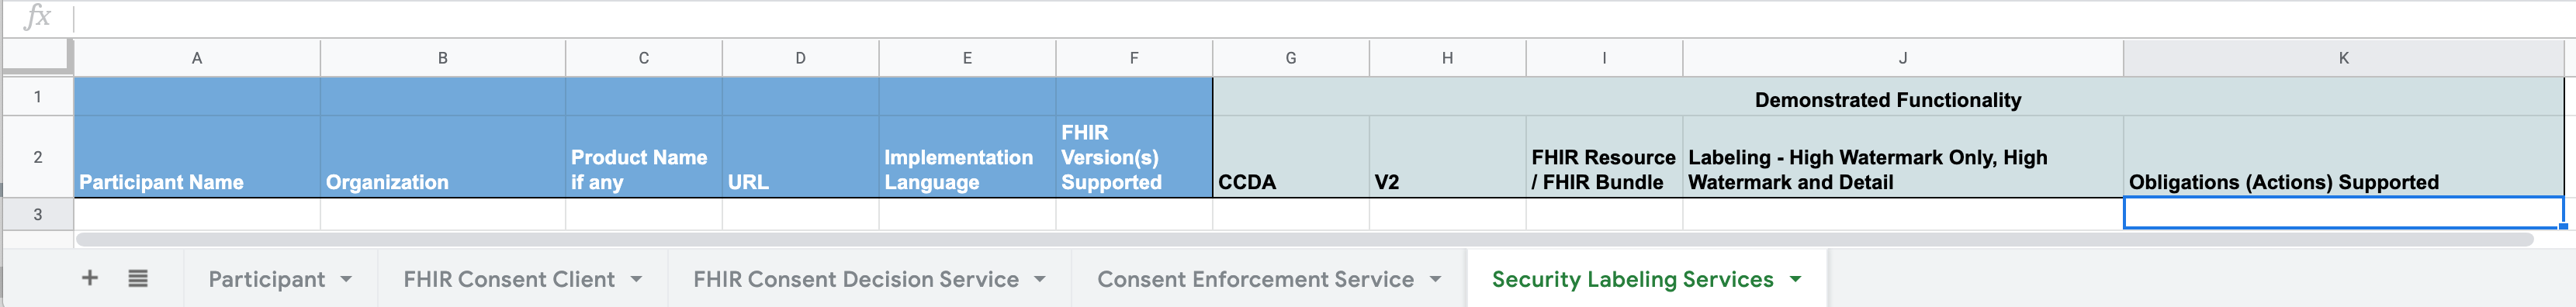 fx
A B C D E F G H I J K
1 Demonstrated Functionality
2 Participant Name Organization Product Name if any URL Implementation Language FHIR Version(s) Supported CCDA V2 FHIR Resource / FHIR Bundle Labeling - High Watermark Only, High Watermark and Detail Obligations (Actions) Supported
3
+ Participant FHIR Consent Client FHIR Consent Decision Service Consent Enforcement Service Security Labeling Services